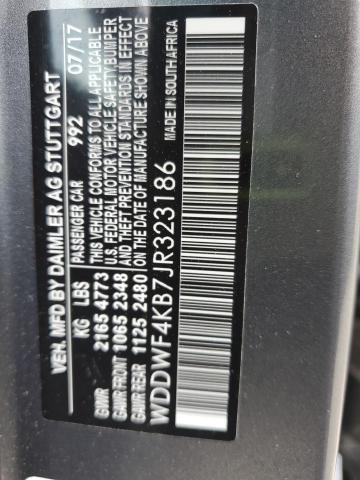 VEH. MFD BY DAIMLER AG STUTTGART
PASSENGER CAR 992 07/17
KG LBS
GVWR 2165 4773
GAWR FRONT 1065 2348
GAWR REAR 1125 2480
THIS VEHICLE CONFORMS TO ALL APPLICABLE
U.S. FEDERAL MOTOR VEHICLE SAFETY BUMPER
AND THEFT PREVENTION STANDARDS IN EFFECT
ON THE DATE OF MANUFACTURE SHOWN ABOVE
MADE IN SOUTH AFRICA
WDDWF4KB7JR323186